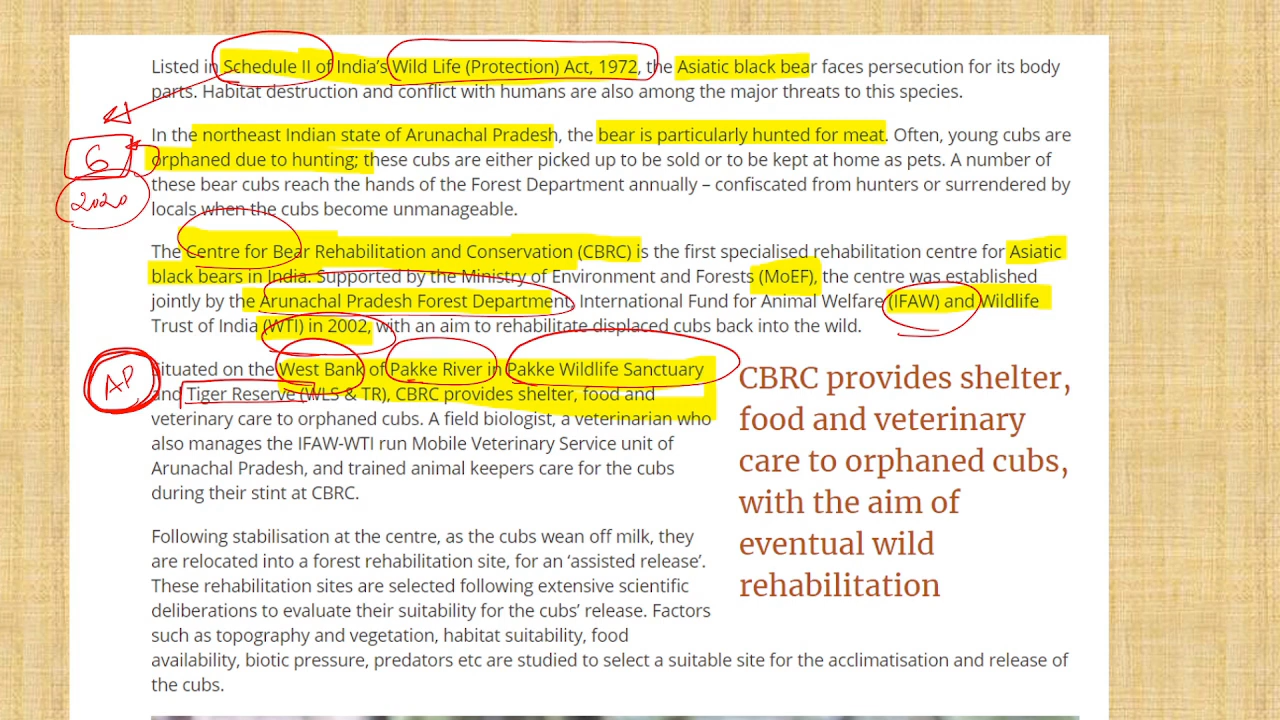 Listed in Schedule II of India's Wild Life (Protection) Act, 1972, the Asiatic black bear faces persecution for its body
parts. Habitat destruction and conflict with humans are also among the major threats to this species.
In the northeast Indian state of Arunachal Pradesh, the bear is particularly hunted for meat. Often, young cubs are
6
orphaned due to hunting; these cubs are either picked up to be sold or to be kept at home as pets. A number of
these bear cubs reach the hands of the Forest Department annually – confiscated from hunters or surrendered by
2020
locals when the cubs become unmanageable.
The Centre for Bear Rehabilitation and Conservation (CBRC) is the first specialised rehabilitation centre for Asiatic
black bears in India. Supported by the Ministry of Environment and Forests (MoEF), the centre was established
jointly by the Arunachal Pradesh Forest Department, International Fund for Animal Welfare (IFAW) and Wildlife
Trust of India (WTI) in 2002, with an aim to rehabilitate displaced cubs back into the wild.
AP
Situated on the West Bank of Pakke River in Pakke Wildlife Sanctuary
and Tiger Reserve (WLS & TR), CBRC provides shelter, food and
veterinary care to orphaned cubs. A field biologist, a veterinarian who
also manages the IFAW-WTI run Mobile Veterinary Service unit of
Arunachal Pradesh, and trained animal keepers care for the cubs
during their stint at CBRC.
CBRC provides shelter,
food and veterinary
care to orphaned cubs,
with the aim of
eventual wild
rehabilitation
Following stabilisation at the centre, as the cubs wean off milk, they
are relocated into a forest rehabilitation site, for an 'assisted release'.
These rehabilitation sites are selected following extensive scientific
deliberations to evaluate their suitability for the cubs' release. Factors
such as topography and vegetation, habitat suitability, food
availability, biotic pressure, predators etc are studied to select a suitable site for the acclimatisation and release of
the cubs.